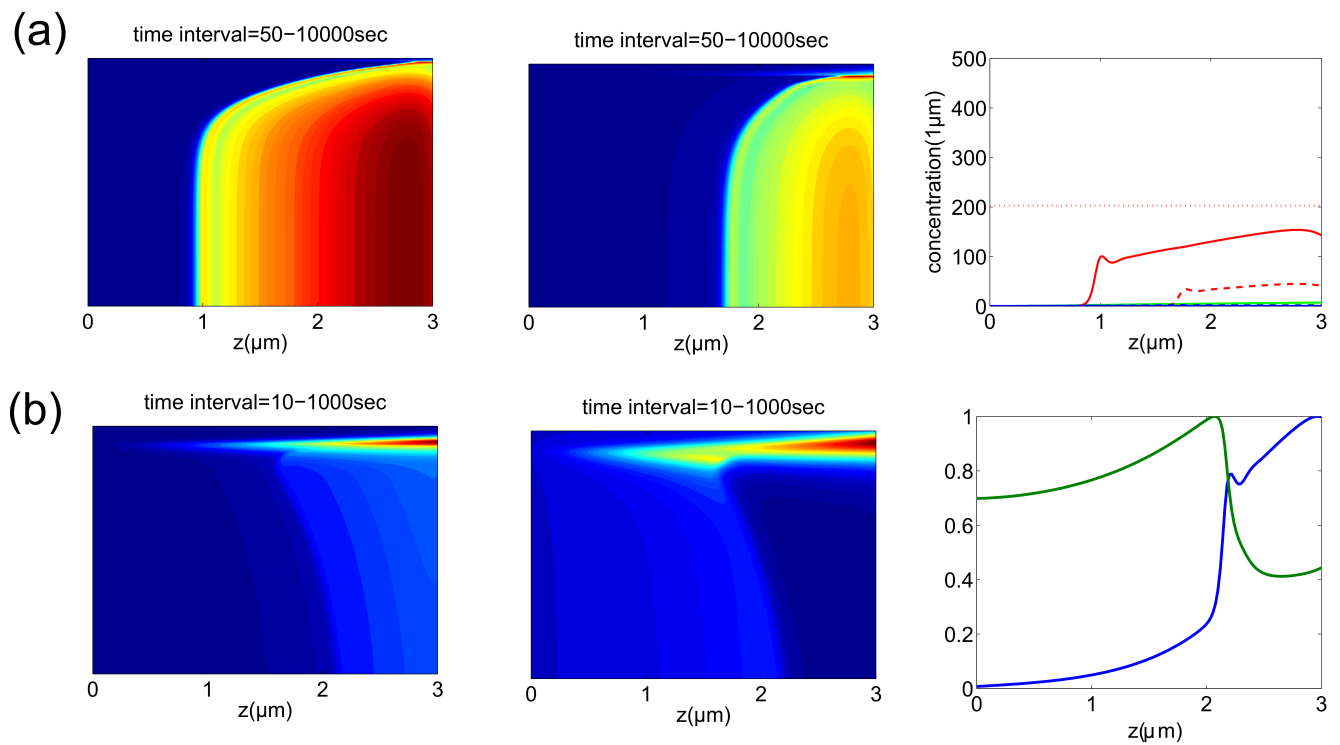 (a)
time interval=50−10000sec
0 1 2 3
z(μm)
time interval=50−10000sec
0 1 2 3
z(μm)
concentration(1μm)
500
400
300
200
100
0
0 1 2 3
z(μm)
(b)
time interval=10−1000sec
0 1 2 3
z(μm)
time interval=10−1000sec
0 1 2 3
z(μm)
1
0.8
0.6
0.4
0.2
0
0 1 2 3
z(μm)